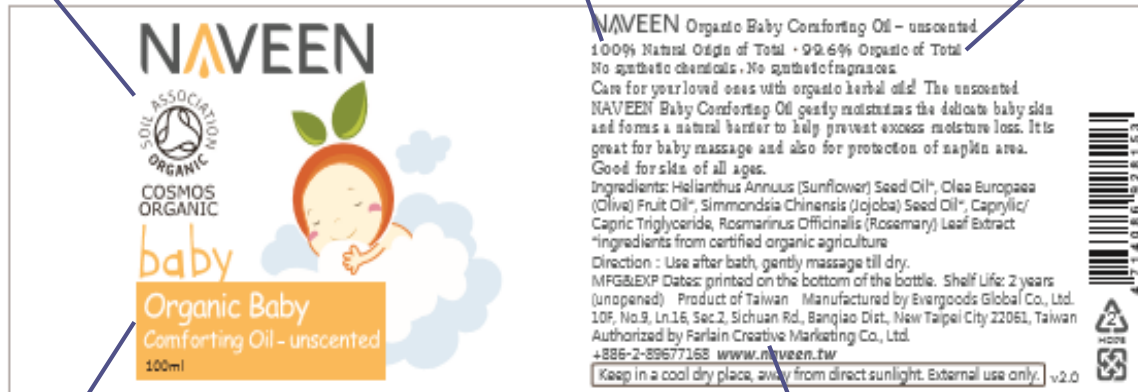 NAVEEN
SOIL ASSOCIATION
ORGANIC
COSMOS
ORGANIC
baby
Organic Baby
Comforting Oil – unscented
100ml
NAVEEN Organic Baby Comforting Oil – unscented
100% Natural Origin of Total · 99.6% Organic of Total
No synthetic chemicals . No synthetic fragrances.
Care for your loved ones with organic herbal oils! The unscented
NAVEEN Baby Comforting Oil gently moisturizes the delicate baby skin
and forms a natural barrier to help prevent excess moisture loss. It is
great for baby massage and also for protection of napkin area.
Good for skin of all ages.
Ingredients: Helianthus Annuus (Sunflower) Seed Oil*, Olea Europaea
(Olive) Fruit Oil*, Simmondsia Chinensis (Jojoba) Seed Oil*, Caprylic/
Capric Triglyceride, Rosmarinus Officinalis (Rosemary) Leaf Extract
*ingredients from certified organic agriculture
Direction : Use after bath, gently massage till dry.
MFG&EXP Dates: printed on the bottom of the bottle. Shelf Life: 2 years
(unopened) Product of Taiwan Manufactured by Evergoods Global Co., Ltd.
10F, No.9, Ln.16, Sec.2, Sichuan Rd., Banqiao Dist., New Taipei City 22061, Taiwan
Authorized by Farlain Creative Marketing Co., Ltd.
+886-2-89677168 www.naveen.tw
Keep in a cool dry place, away from direct sunlight. External use only. v2.0
2
HDPE